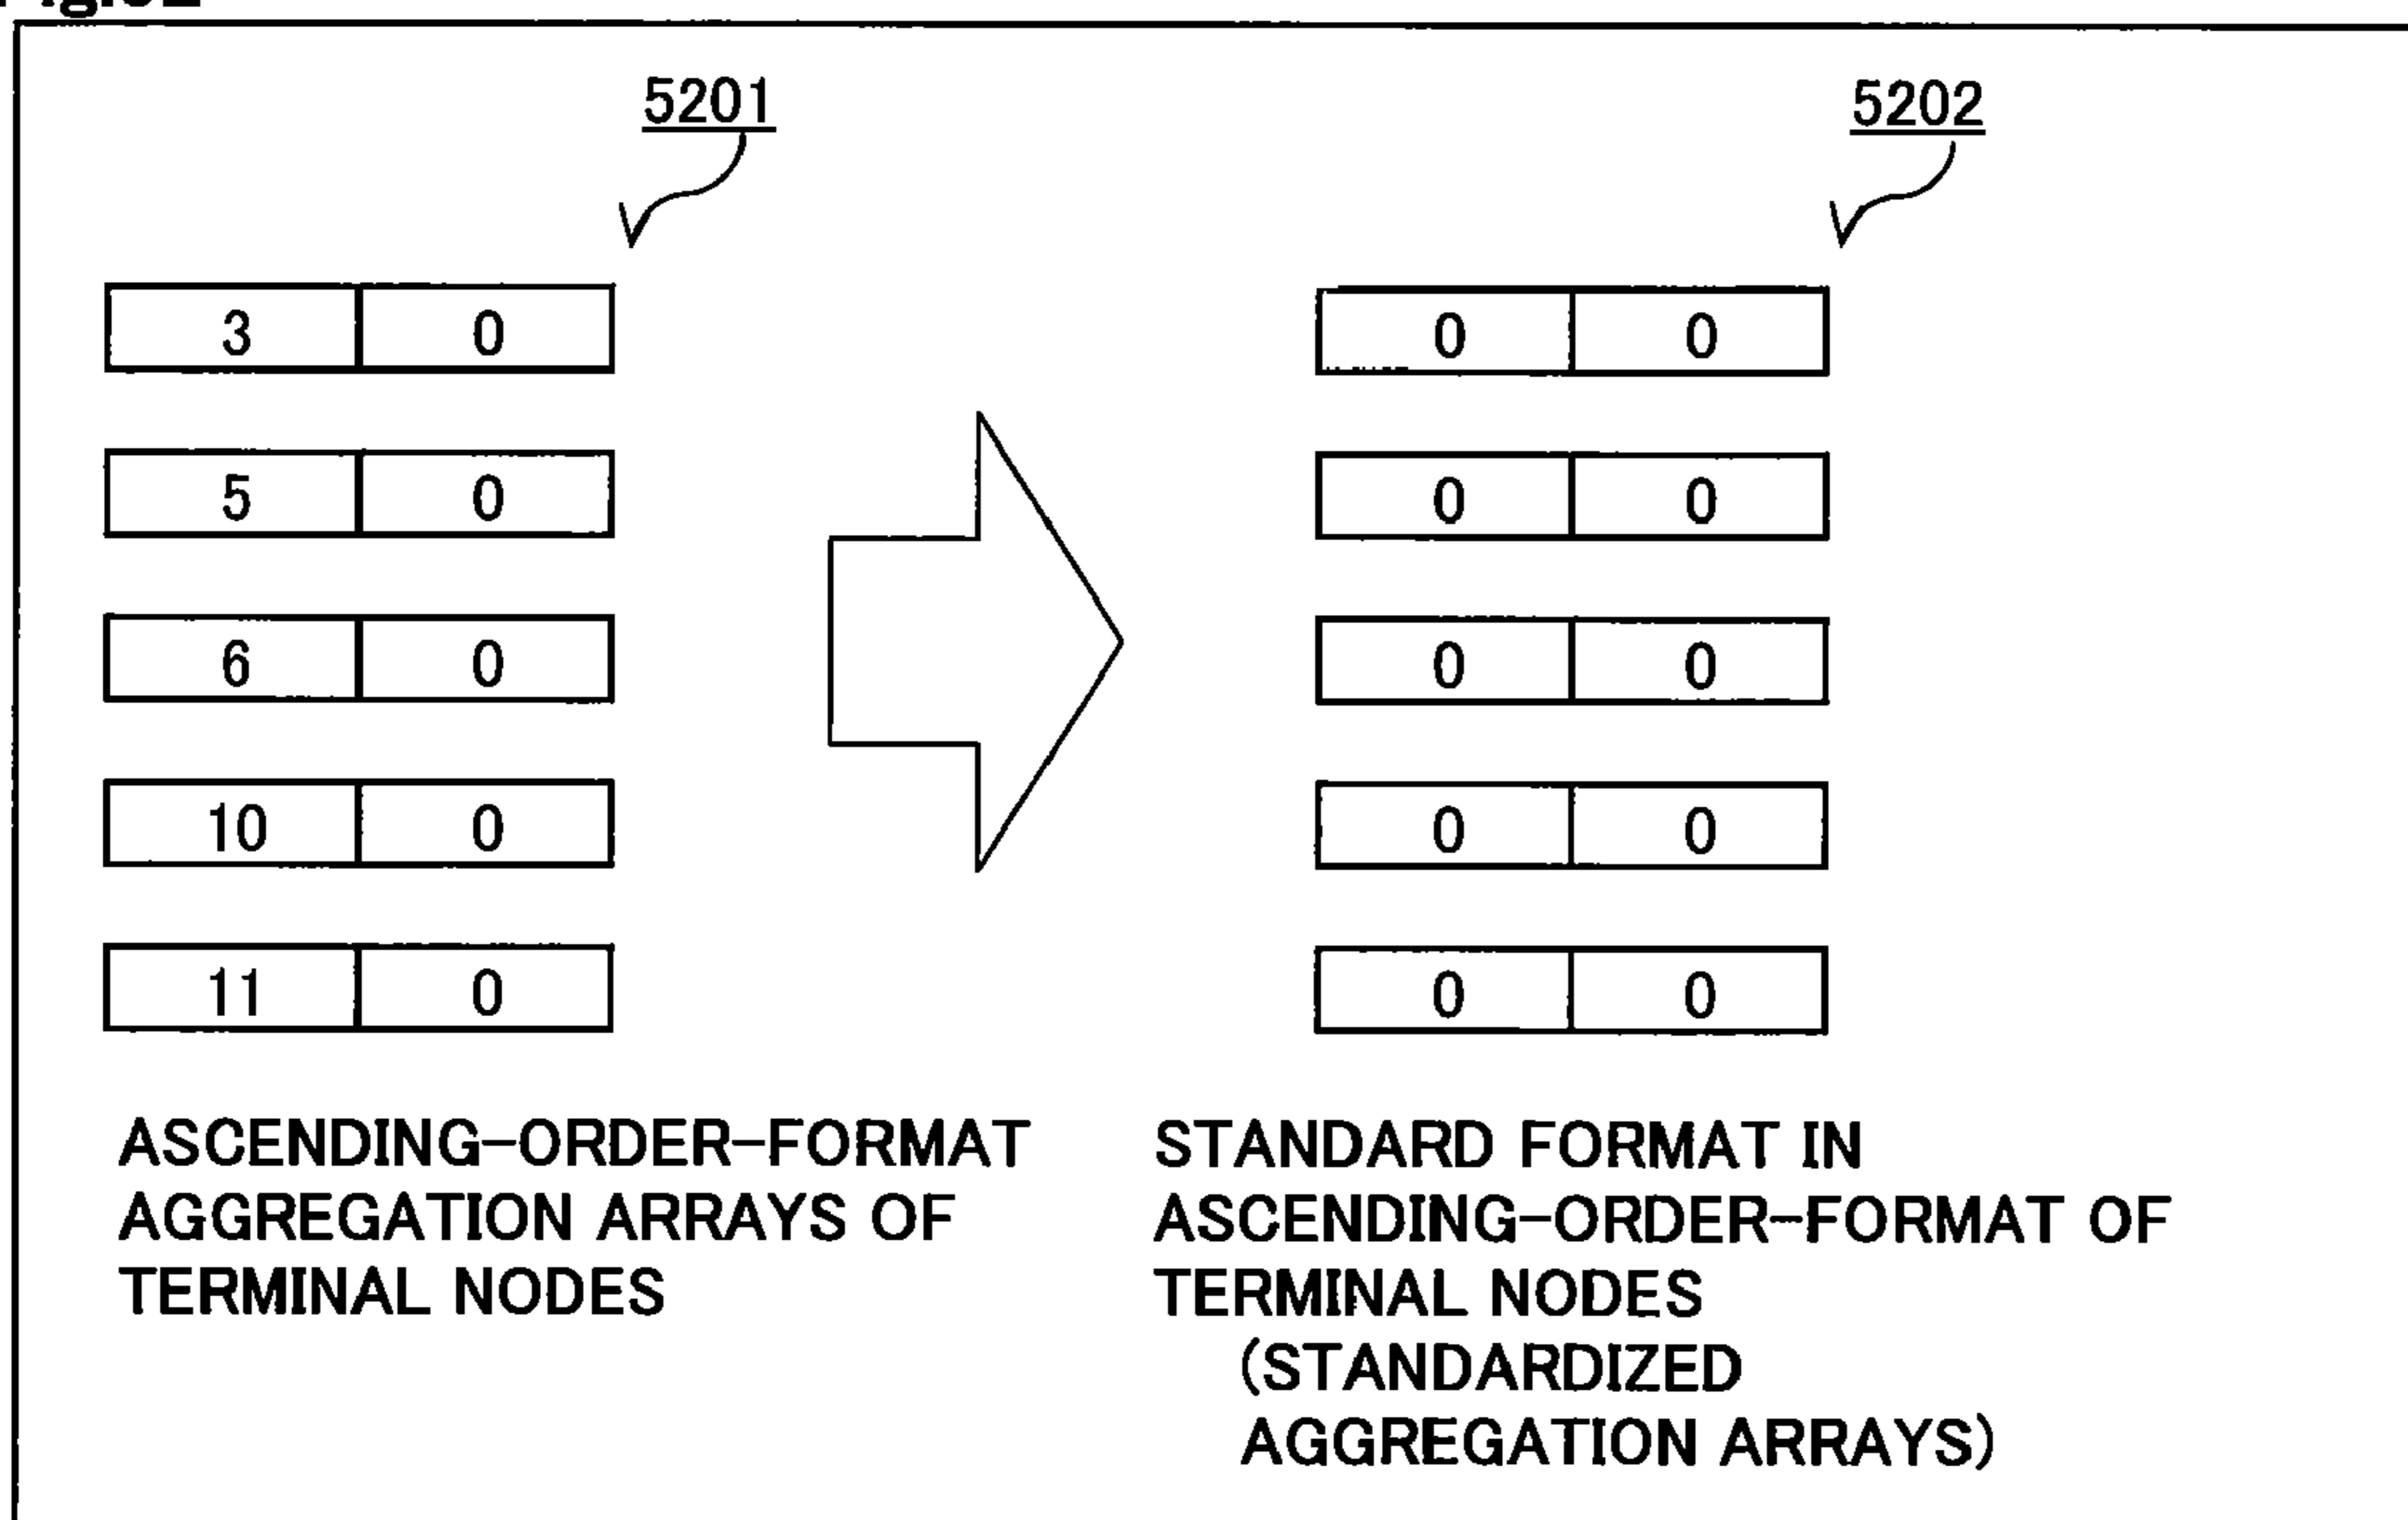 5201 5202
3 0 0 0
5 0 0 0
6 0 0 0
10 0 0 0
11 0 0 0
ASCENDING-ORDER-FORMAT
AGGREGATION ARRAYS OF
TERMINAL NODES
STANDARD FORMAT IN
ASCENDING-ORDER-FORMAT OF
TERMINAL NODES
(STANDARDIZED
AGGREGATION ARRAYS)